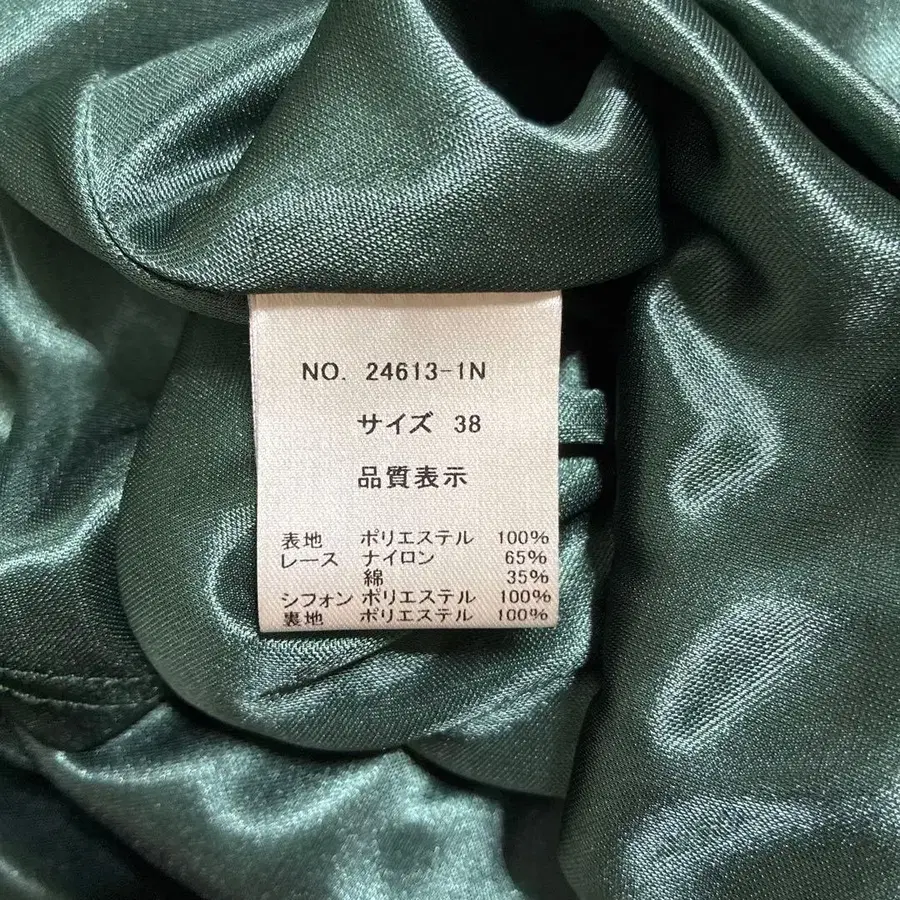 NO. 24613-1N
サイズ 38
品質表示
表地 ポリエステル 100%
レース ナイロン 65%
綿 35%
シフォン ポリエステル 100%
裏地 ポリエステル 100%